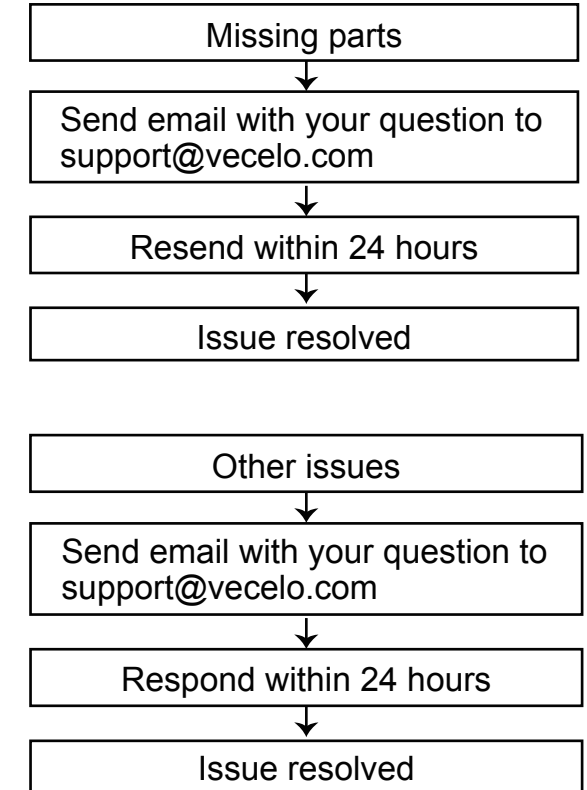 Missing parts
Send email with your question to
support@vecelo.com
Resend within 24 hours
Issue resolved
Other issues
Send email with your question to
support@vecelo.com
Respond within 24 hours
Issue resolved